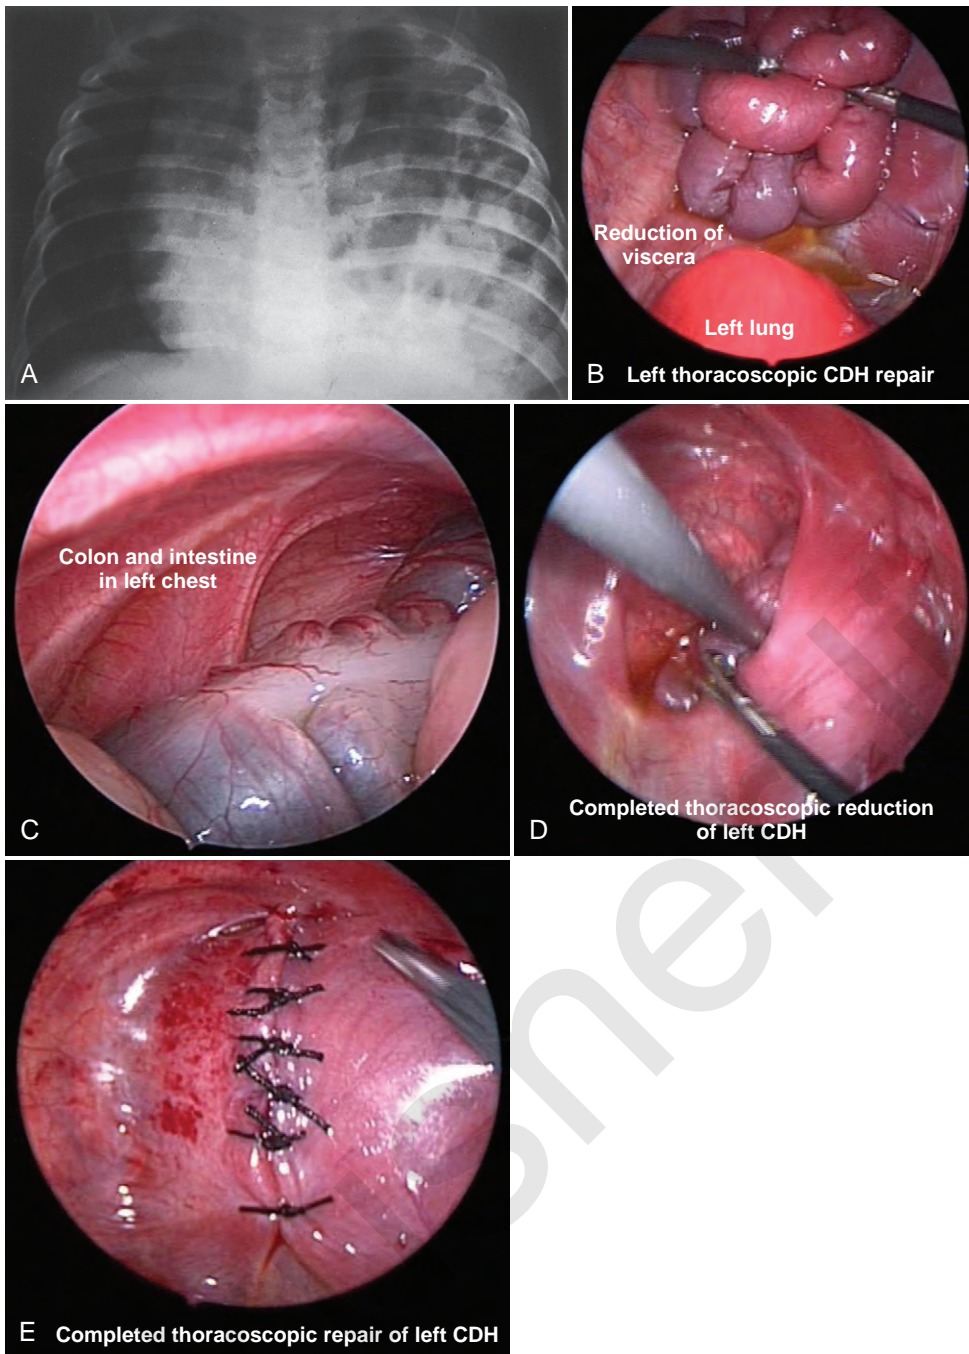 A
Reduction of
viscera
Left lung
B Left thoracoscopic CDH repair
Colon and intestine
in left chest
C
Completed thoracoscopic reduction
of left CDH
D
E Completed thoracoscopic repair of left CDH